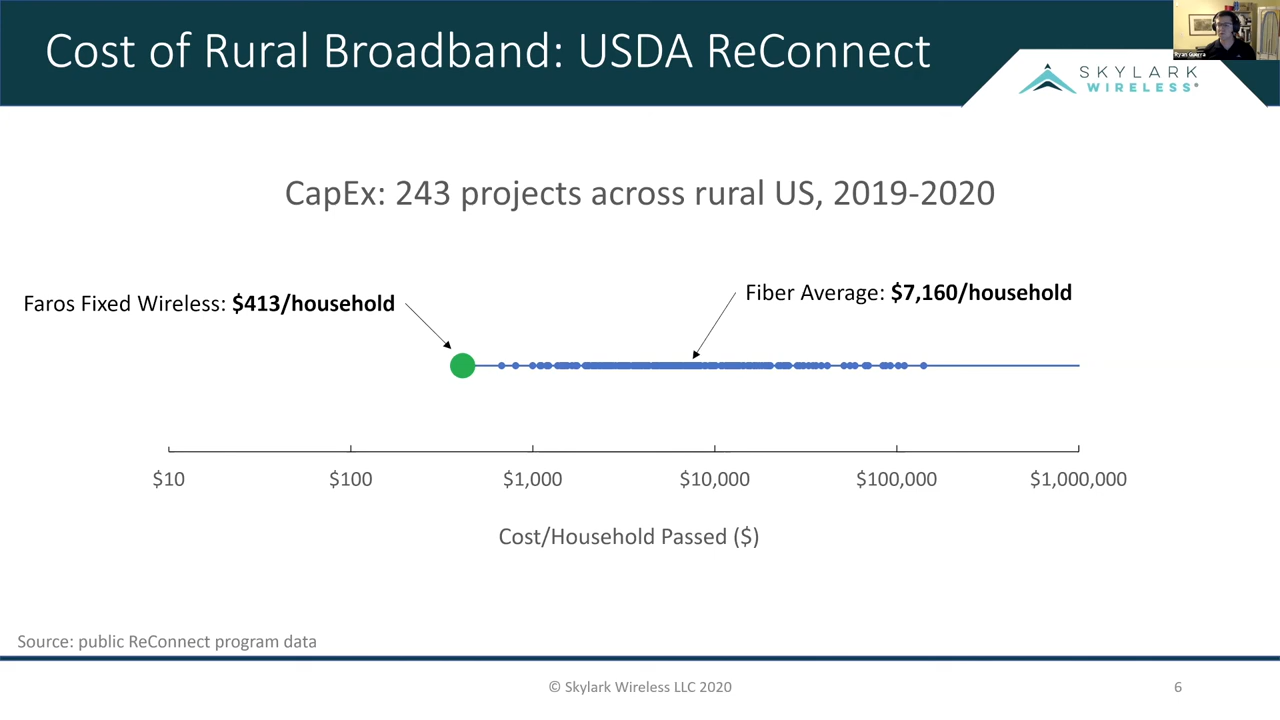 Cost of Rural Broadband: USDA ReConnect
Ryan Guerra
SKYLARK
WIRELESS®
CapEx: 243 projects across rural US, 2019-2020
Faros Fixed Wireless: $413/household
Fiber Average: $7,160/household
$10 $100 $1,000 $10,000 $100,000 $1,000,000
Cost/Household Passed ($)
Source: public ReConnect program data
© Skylark Wireless LLC 2020
6